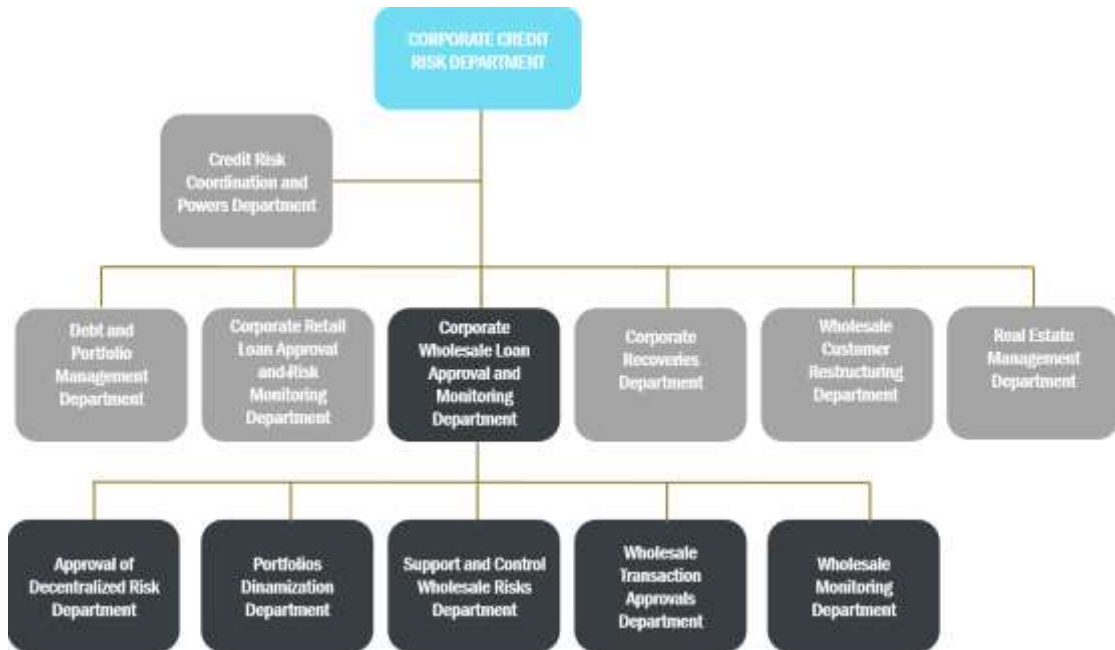 CORPORATE CREDIT
RISK DEPARTMENT
Credit Risk
Coordination and
Powers Department
Debt and
Portfolio
Management
Department
Corporate Retail
Loan Approval
and-Risk
Monitoring
Department
Corporate
Wholesale Loan
Approval and
Monitoring
Department
Corporate
Recoveries
Department
Wholesale
Customer
Restructuring
Department
Real Estate
Management
Department
Approval of
Decentralized Risk
Department
Portfolios
Dinamization
Department
Support and Control
Wholesale Risks
Department
Wholesale
Transaction
Approvals
Department
Wholesale
Monitoring
Department